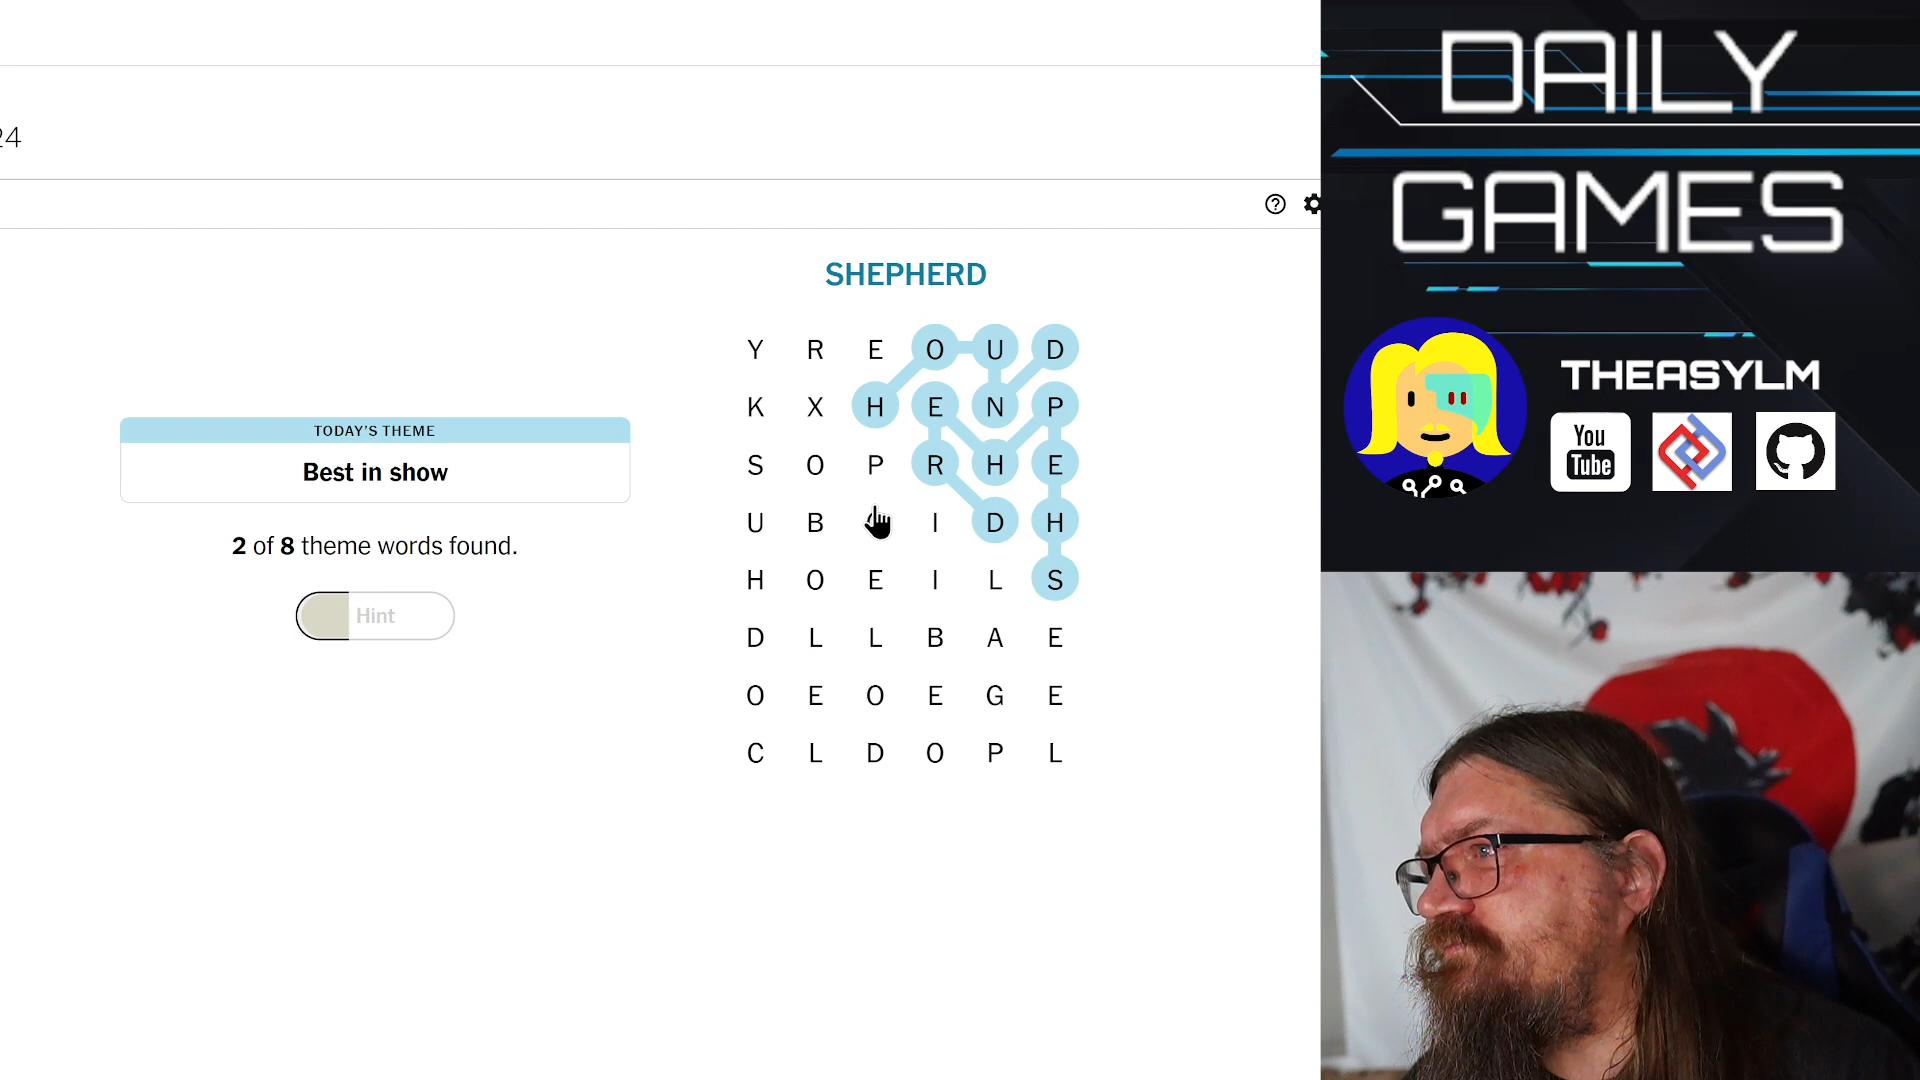 24
DAILY
GAMES
THEASYLM
You
Tube
SHEPHERD
TODAY'S THEME
Best in show
2 of 8 theme words found.
Hint
Y R E O U D
K X H E N P
S O P R H E
U B I D H
H O E I L S
D L L B A E
O E O E G E
C L D O P L